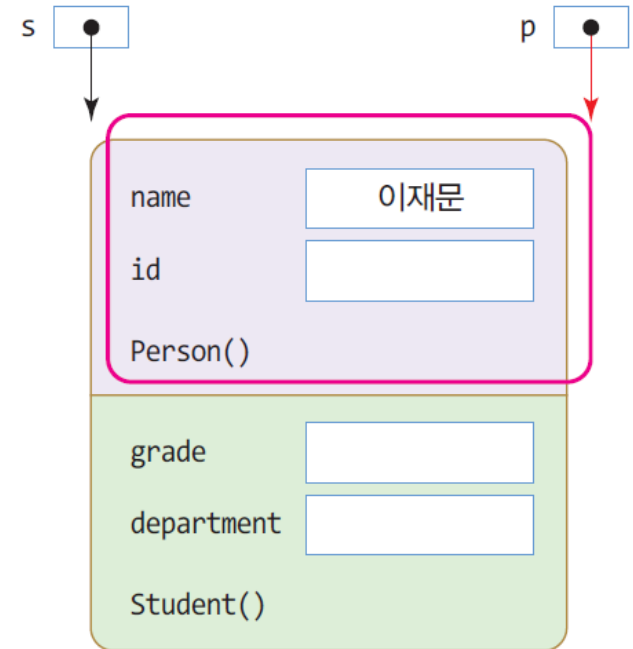 s
p
name 이재문
id
Person()
grade
department
Student()